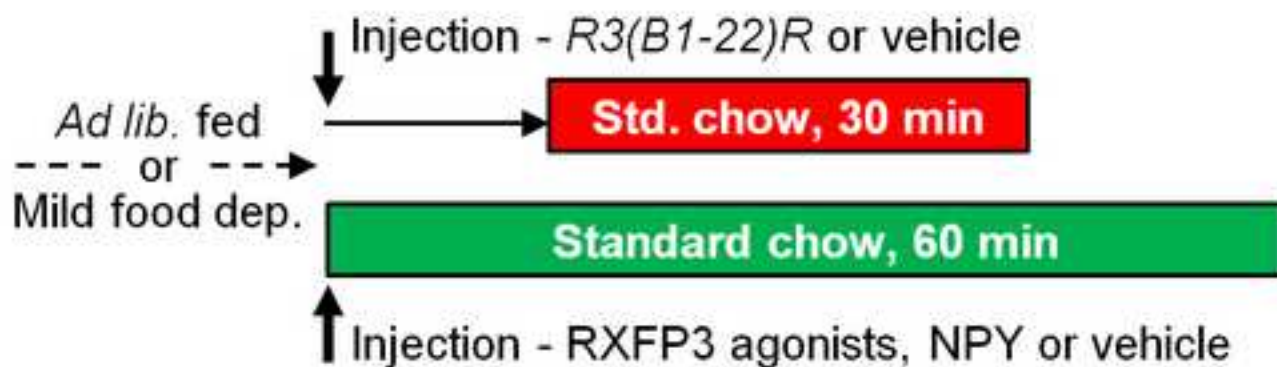 Injection - R3(B1-22)R or vehicle
Std. chow, 30 min
Ad lib. fed
or
Mild food dep.
Standard chow, 60 min
Injection - RXFP3 agonists, NPY or vehicle